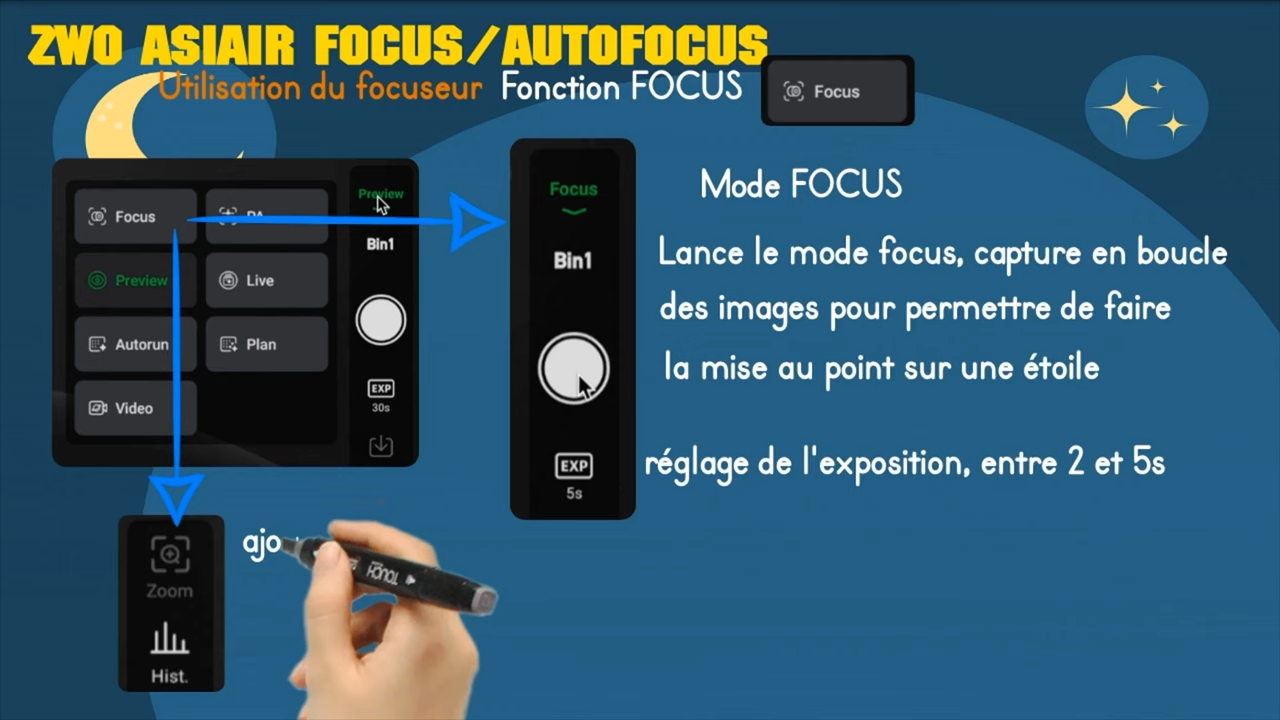 ZWO ASIAIR FOCUS/AUTOFOCUS
Utilisation du focuseur Fonction FOCUS
Focus
Focus
PA
Preview
Preview
Live
Autorun
Plan
Video
Bin1
EXP
30s
Focus
Bin1
EXP
5s
Mode FOCUS
Lance le mode focus, capture en boucle
des images pour permettre de faire
la mise au point sur une étoile
réglage de l'exposition, entre 2 et 5s
ajo
Zoom
Hist.
TOUCH